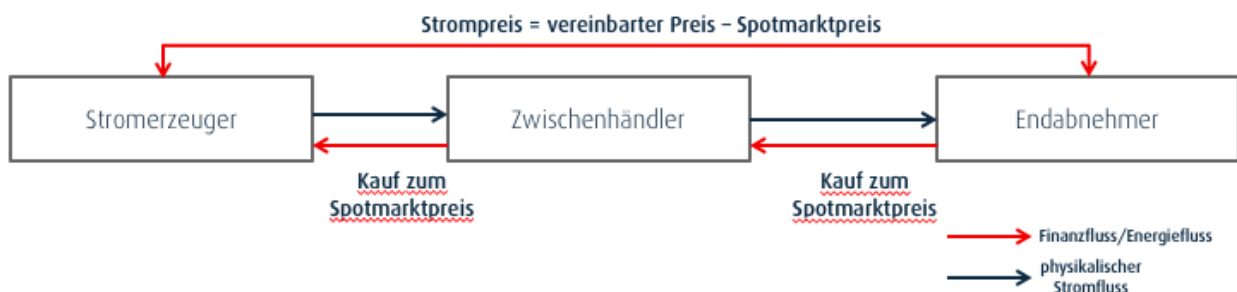 Strompreis = vereinbarter Preis – Spotmarktpreis
Stromerzeuger
Zwischenhändler
Endabnehmer
Kauf zum
Spotmarktpreis
Kauf zum
Spotmarktpreis
Finanzfluss/Energiefluss
physikalischer
Stromfluss